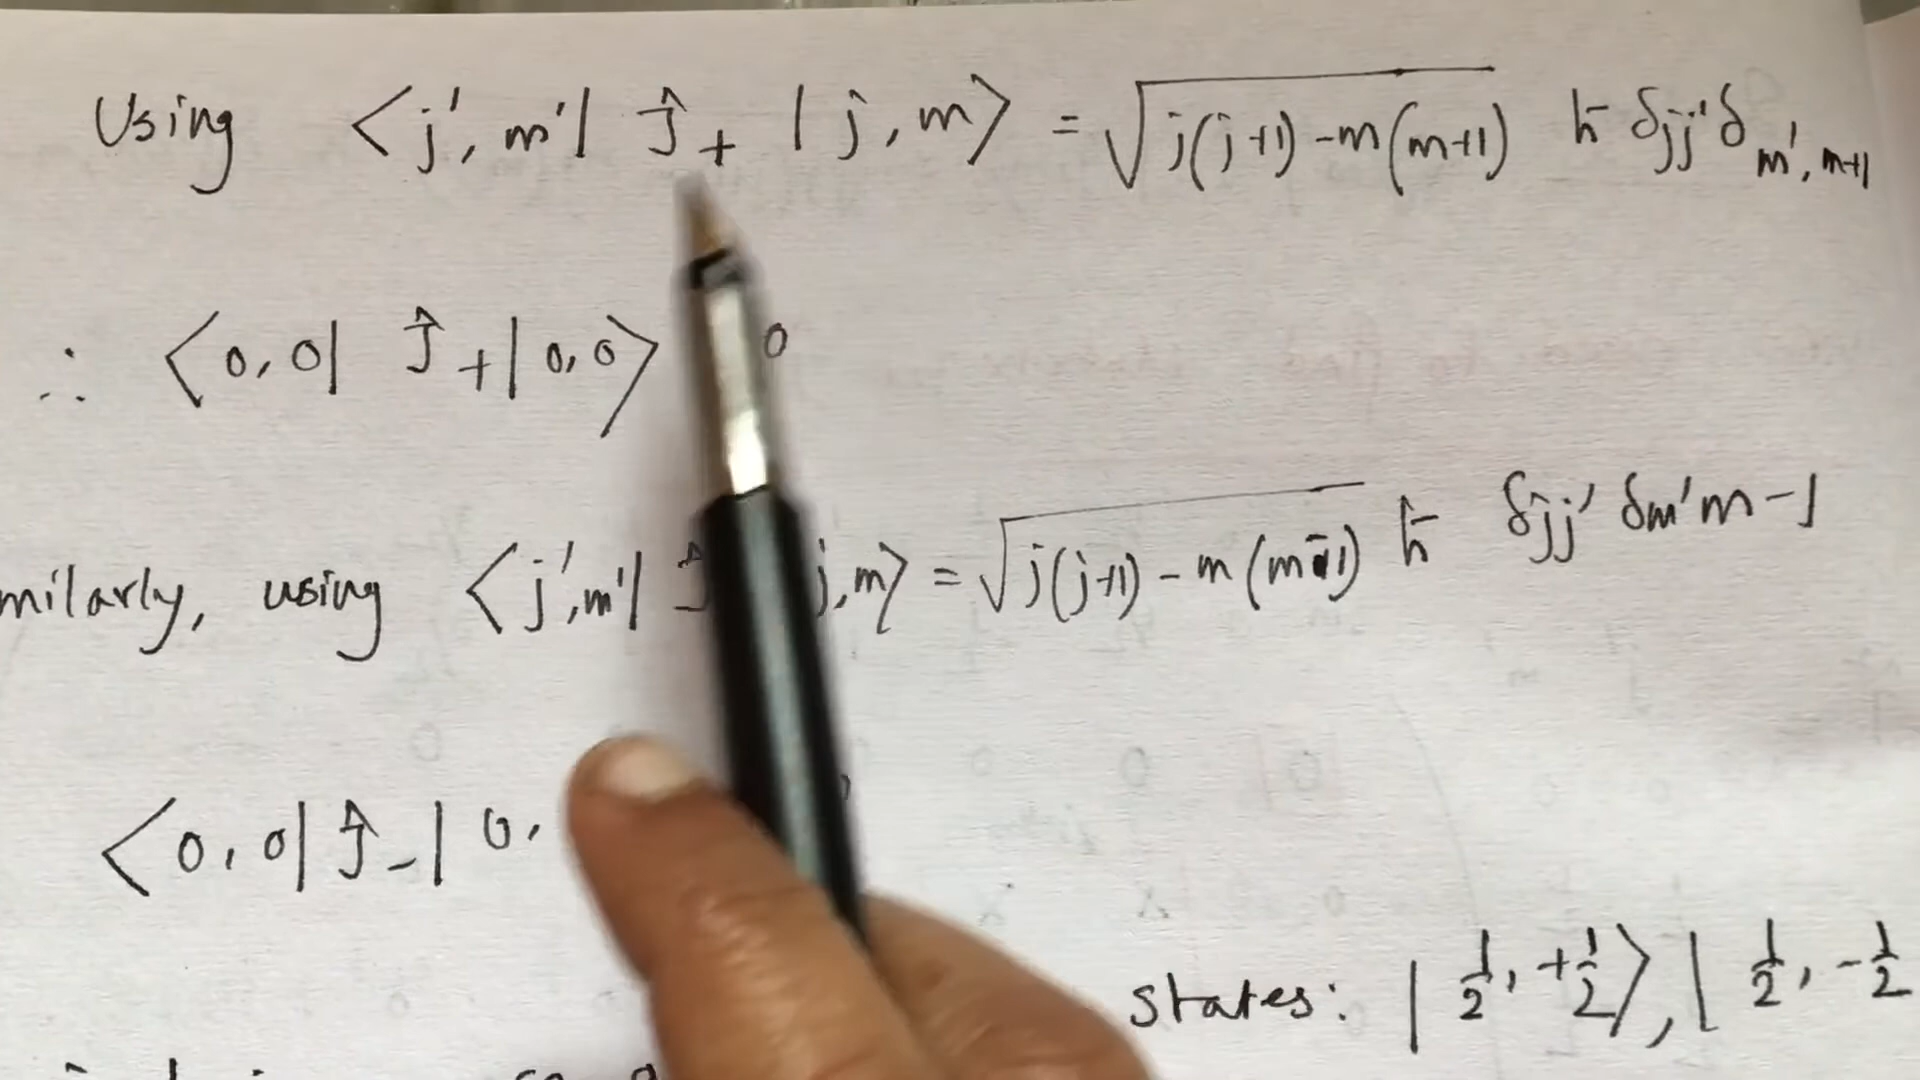 Using <j', m'| Ĵ+ | j, m> = √j(j+1) - m(m+1) ħ δjj' δm', m+1
∴ <0, 0| Ĵ+ | 0, 0> 0
milarly, using <j', m'| Ĵ j, m> = √j(j+1) - m(m-1) ħ δjj' δm'm-1
<0, 0| Ĵ- | 0,
states: | 1/2, +1/2>, | 1/2, -1/2